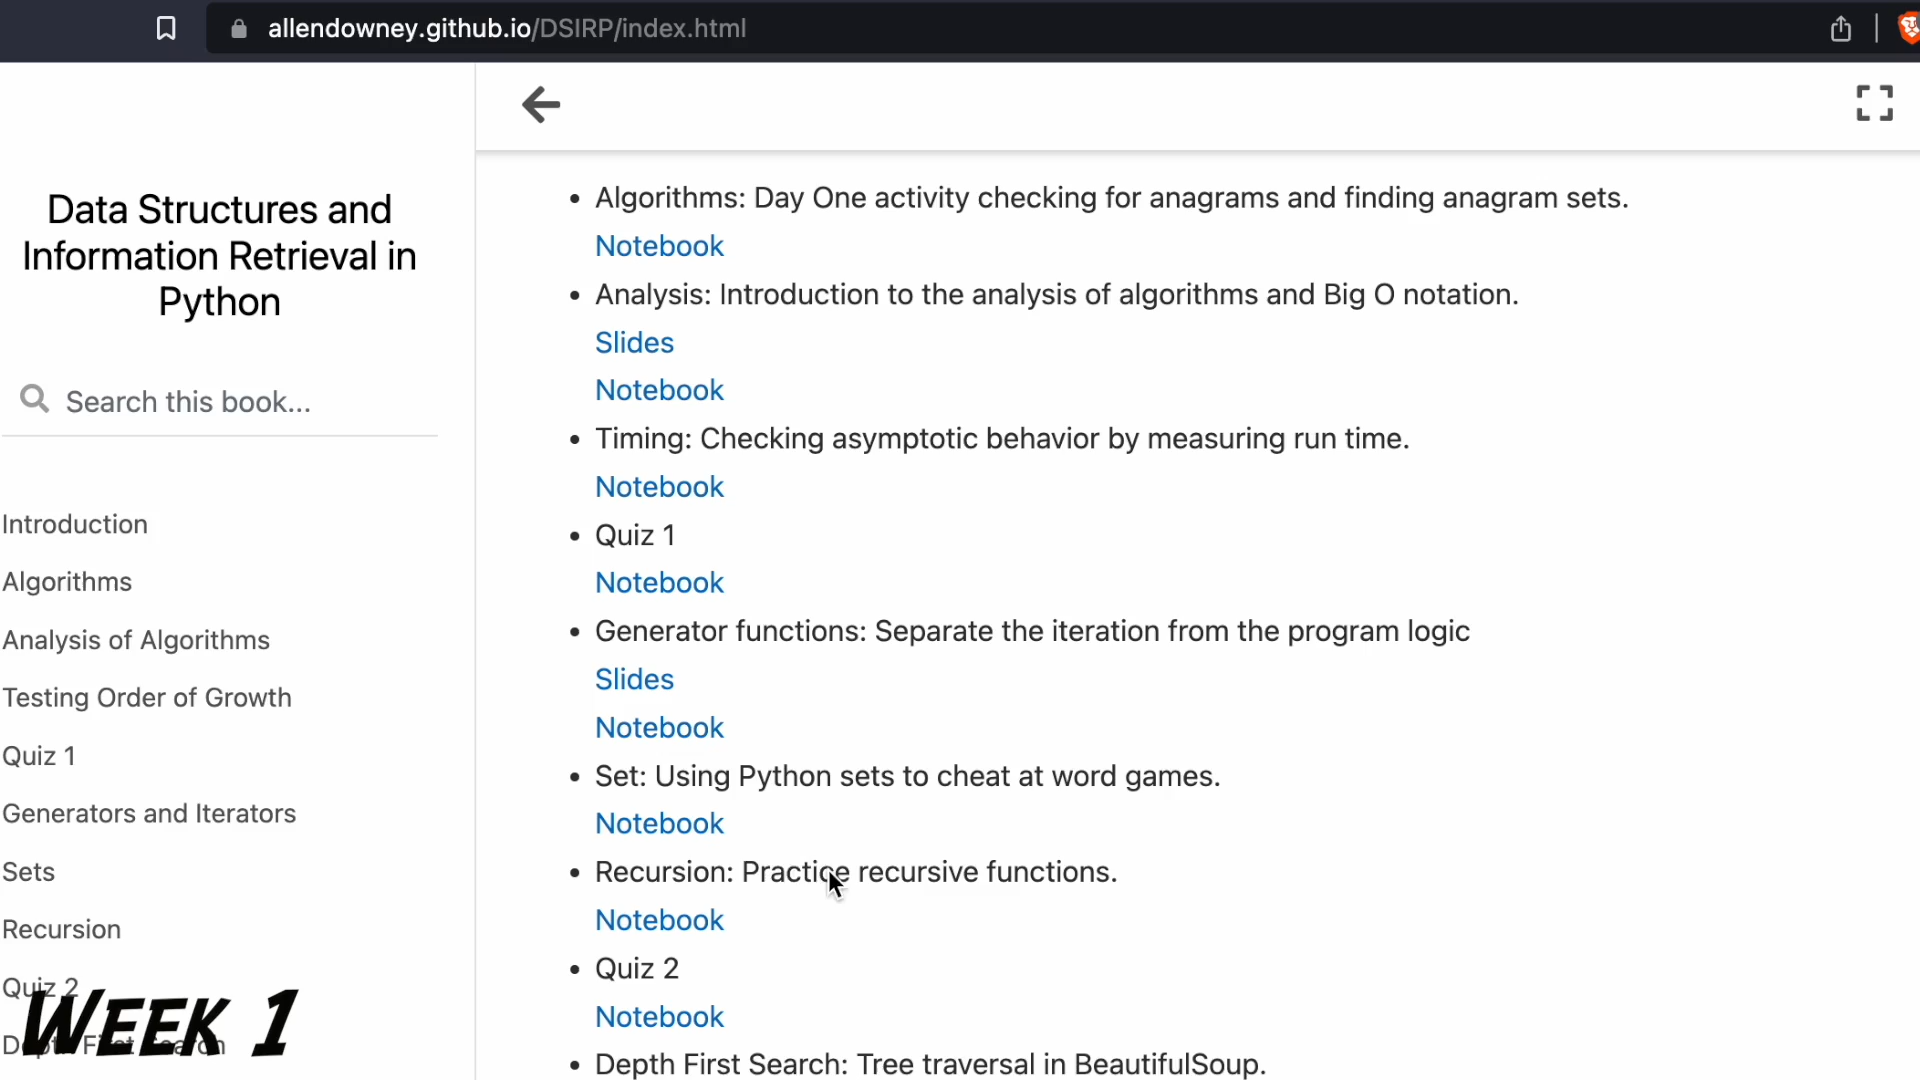 allendowney.github.io/DSIRP/index.html
Data Structures and
Information Retrieval in
Python
Search this book...
Introduction
Algorithms
Analysis of Algorithms
Testing Order of Growth
Quiz 1
Generators and Iterators
Sets
Recursion
Quiz 2
Depth First Search
WEEK 1
• Algorithms: Day One activity checking for anagrams and finding anagram sets.
Notebook
• Analysis: Introduction to the analysis of algorithms and Big O notation.
Slides
Notebook
• Timing: Checking asymptotic behavior by measuring run time.
Notebook
• Quiz 1
Notebook
• Generator functions: Separate the iteration from the program logic
Slides
Notebook
• Set: Using Python sets to cheat at word games.
Notebook
• Recursion: Practice recursive functions.
Notebook
• Quiz 2
Notebook
• Depth First Search: Tree traversal in BeautifulSoup.